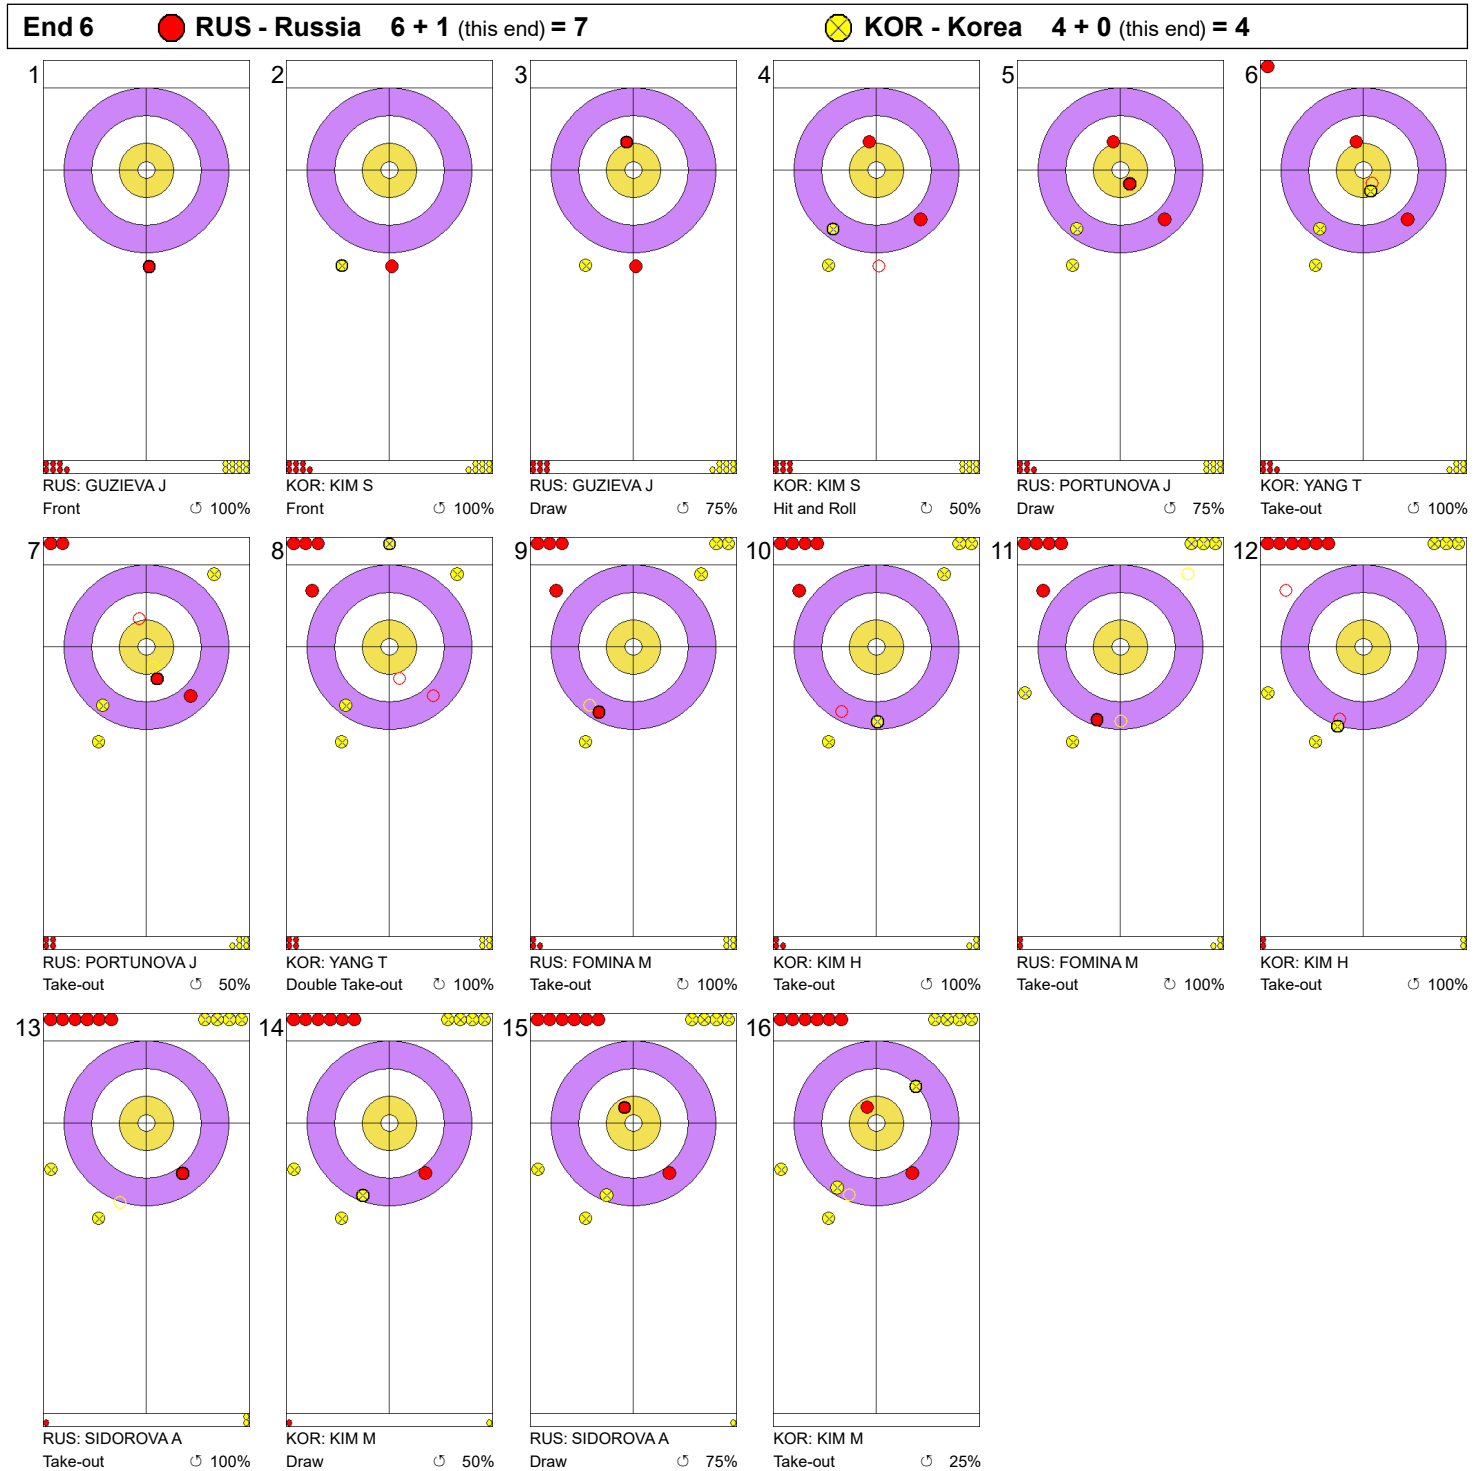 End 6 RUS - Russia 6 + 1 (this end) = 7 KOR - Korea 4 + 0 (this end) = 4
1 2 3 4 5 6
RUS: GUZIEVA J KOR: KIM S RUS: GUZIEVA J KOR: KIM S RUS: PORTUNOVA J KOR: YANG T
Front 100% Front 100% Draw 75% Hit and Roll 50% Draw 75% Take-out 100%
7 8 9 10 11 12
RUS: PORTUNOVA J KOR: YANG T RUS: FOMINA M KOR: KIM H RUS: FOMINA M KOR: KIM H
Take-out 50% Double Take-out 100% Take-out 100% Take-out 100% Take-out 100% Take-out 100%
13 14 15 16
RUS: SIDOROVA A KOR: KIM M RUS: SIDOROVA A KOR: KIM M
Take-out 100% Draw 50% Draw 75% Take-out 25%